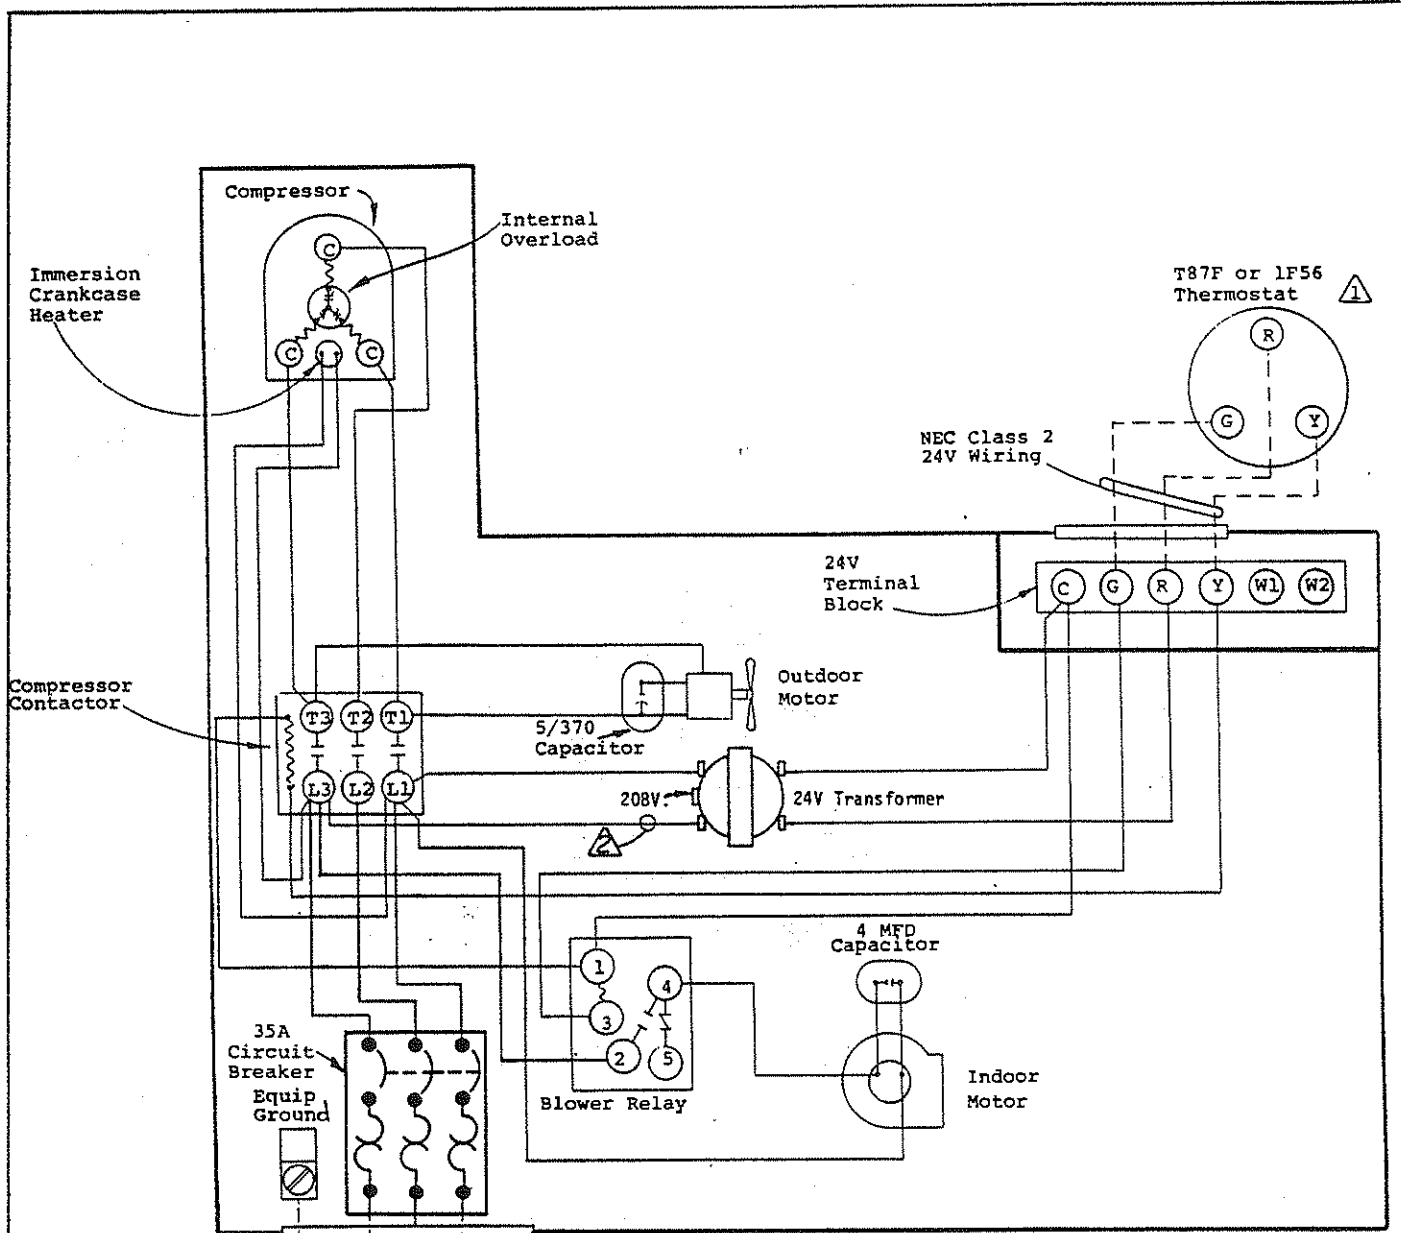 Compressor
Internal
Overload
Immersion
Crankcase
Heater
C
C
C
T87F or 1F56
Thermostat
1
R
G
Y
NEC Class 2
24V Wiring
24V
Terminal
Block
C G R Y W1 W2
Compressor
Contactor
T3 T2 T1
L3 L2 L1
Outdoor
Motor
5/370
Capacitor
208V.
24V Transformer
2
4 MFD
Capacitor
1
4
3
2
5
Blower Relay
35A
Circuit
Breaker
Equip
Ground
Indoor
Motor